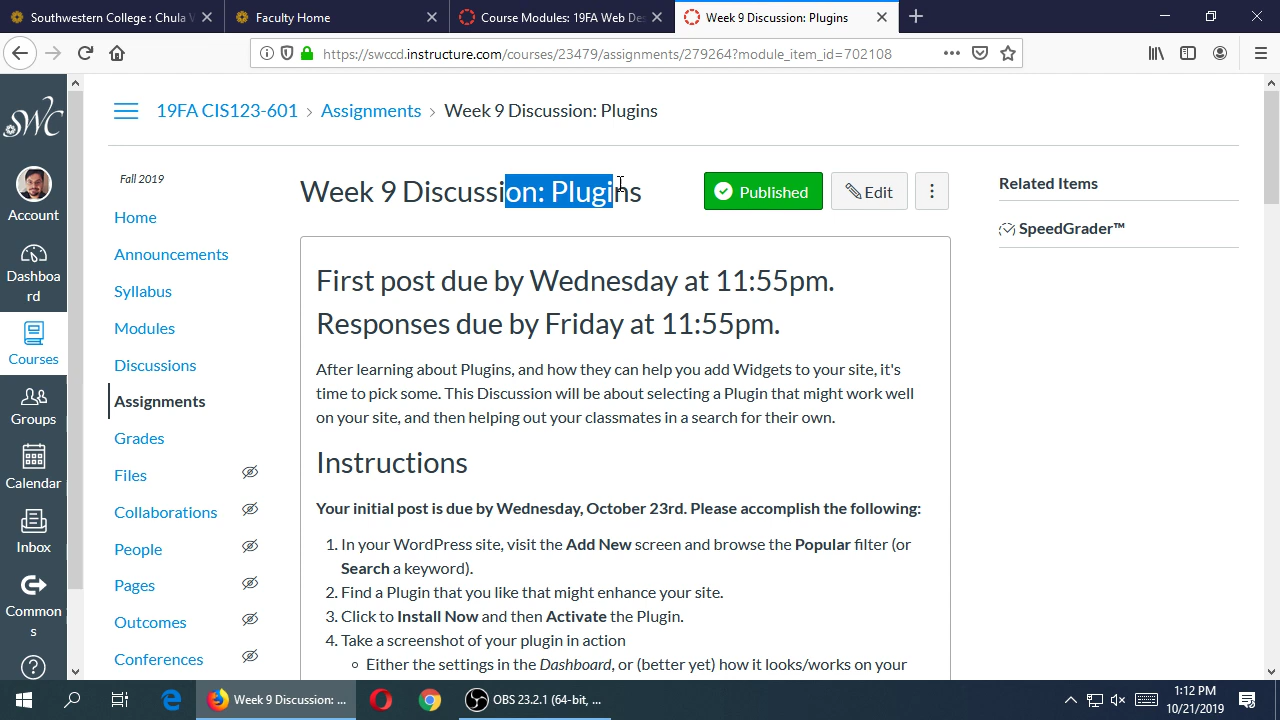 Southwestern College : Chula V
Faculty Home
Course Modules: 19FA Web De
Week 9 Discussion: Plugins
https://swccd.instructure.com/courses/23479/assignments/279264?module_item_id=702108
SWC
19FA CIS123-601 › Assignments › Week 9 Discussion: Plugins
Fall 2019
Week 9 Discussion: Plugins
Published
Edit
Related Items
SpeedGrader™
Account
Dashboa
rd
Courses
Groups
Calendar
Inbox
Common
s
Home
Announcements
Syllabus
Modules
Discussions
Assignments
Grades
Files
Collaborations
People
Pages
Outcomes
Conferences
First post due by Wednesday at 11:55pm.
Responses due by Friday at 11:55pm.
After learning about Plugins, and how they can help you add Widgets to your site, it's
time to pick some. This Discussion will be about selecting a Plugin that might work well
on your site, and then helping out your classmates in a search for their own.
Instructions
Your initial post is due by Wednesday, October 23rd. Please accomplish the following:
1. In your WordPress site, visit the Add New screen and browse the Popular filter (or
Search a keyword).
2. Find a Plugin that you like that might enhance your site.
3. Click to Install Now and then Activate the Plugin.
4. Take a screenshot of your plugin in action
Either the settings in the Dashboard, or (better yet) how it looks/works on your
Week 9 Discussion: ...
OBS 23.2.1 (64-bit, ...
1:12 PM
10/21/2019